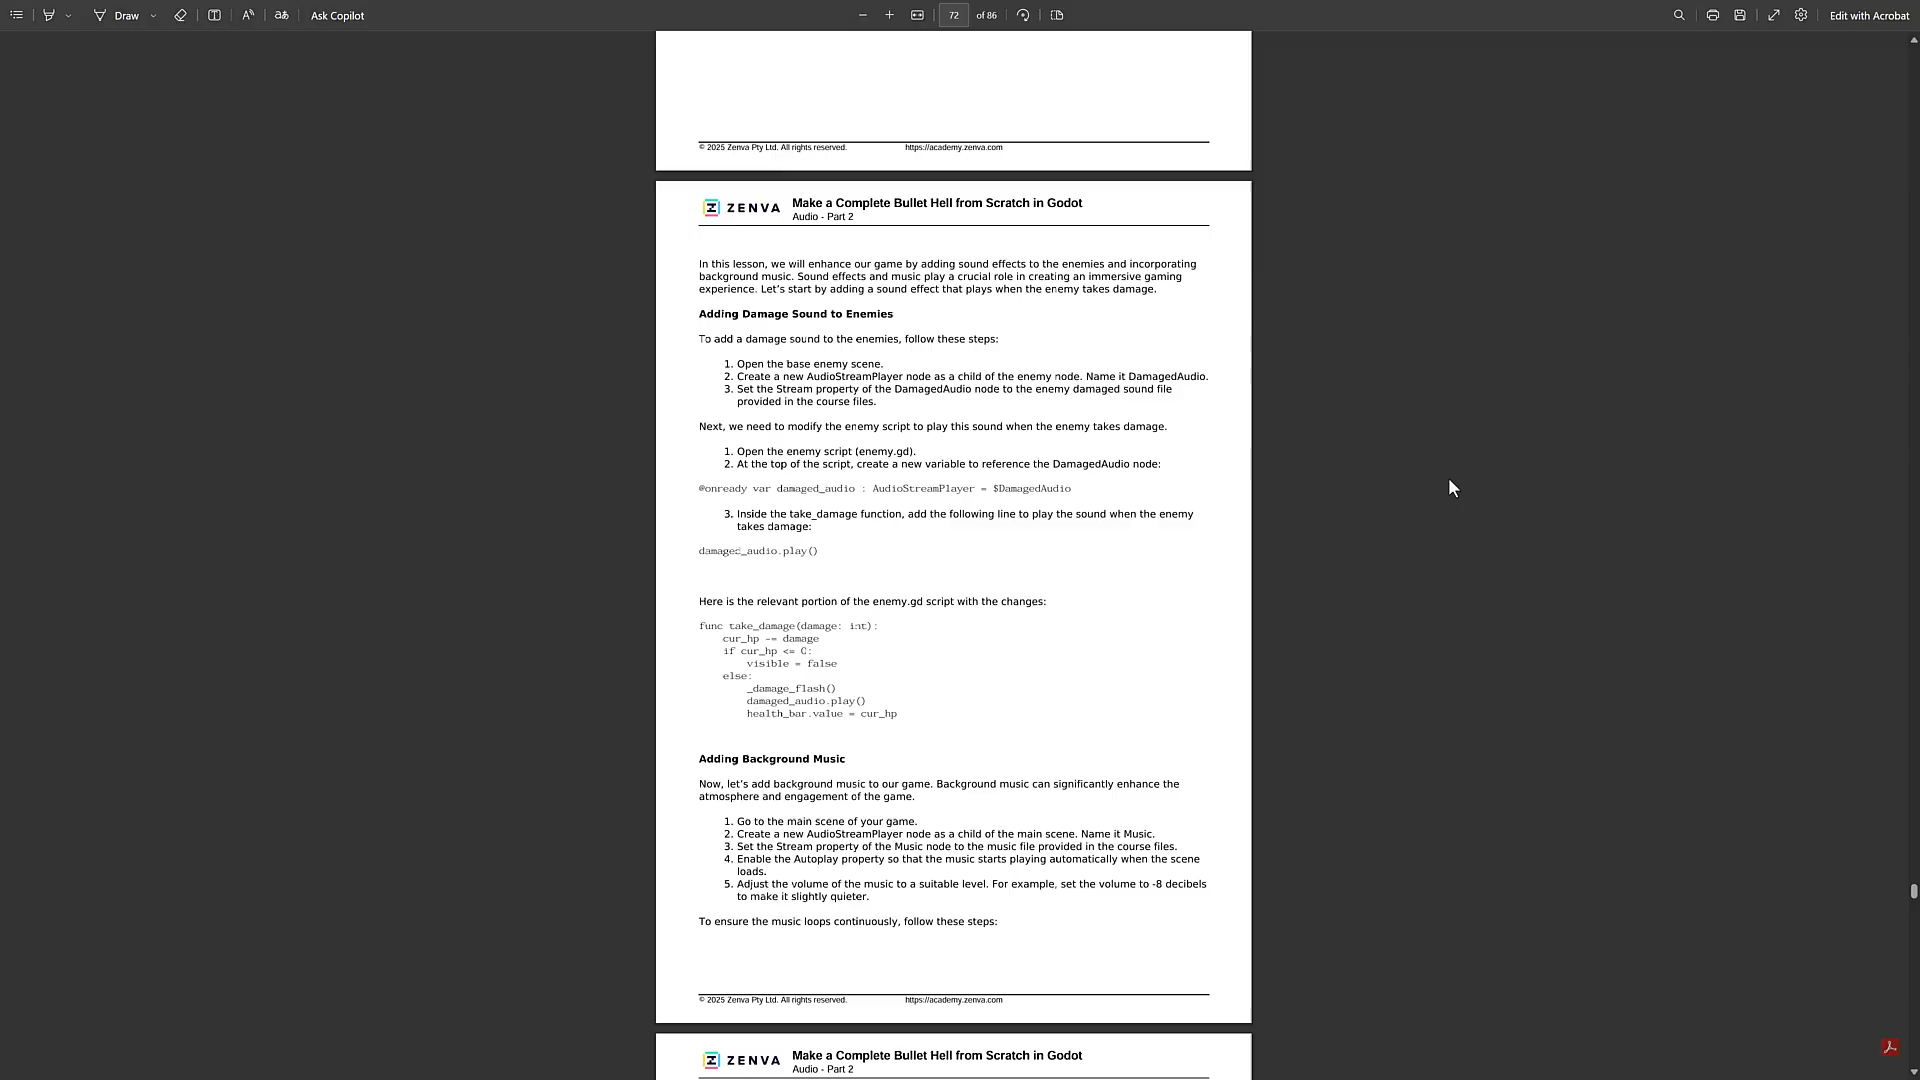 Draw
Ask Copilot
72 of 86
Edit with Acrobat
© 2025 Zenva Pty Ltd. All rights reserved. https://academy.zenva.com
ZENVA
Make a Complete Bullet Hell from Scratch in Godot
Audio - Part 2
In this lesson, we will enhance our game by adding sound effects to the enemies and incorporating
background music. Sound effects and music play a crucial role in creating an immersive gaming
experience. Let's start by adding a sound effect that plays when the enemy takes damage.
Adding Damage Sound to Enemies
To add a damage sound to the enemies, follow these steps:
1. Open the base enemy scene.
2. Create a new AudioStreamPlayer node as a child of the enemy node. Name it DamagedAudio.
3. Set the Stream property of the DamagedAudio node to the enemy damaged sound file
provided in the course files.
Next, we need to modify the enemy script to play this sound when the enemy takes damage.
1. Open the enemy script (enemy.gd).
2. At the top of the script, create a new variable to reference the DamagedAudio node:
@onready var damaged_audio : AudioStreamPlayer = $DamagedAudio
3. Inside the take_damage function, add the following line to play the sound when the enemy
takes damage:
damaged_audio.play()
Here is the relevant portion of the enemy.gd script with the changes:
func take_damage(damage: int):
cur_hp -= damage
if cur_hp <= 0:
visible = false
else:
_damage_flash()
damaged_audio.play()
health_bar.value = cur_hp
Adding Background Music
Now, let's add background music to our game. Background music can significantly enhance the
atmosphere and engagement of the game.
1. Go to the main scene of your game.
2. Create a new AudioStreamPlayer node as a child of the main scene. Name it Music.
3. Set the Stream property of the Music node to the music file provided in the course files.
4. Enable the Autoplay property so that the music starts playing automatically when the scene
loads.
5. Adjust the volume of the music to a suitable level. For example, set the volume to -8 decibels
to make it slightly quieter.
To ensure the music loops continuously, follow these steps:
© 2025 Zenva Pty Ltd. All rights reserved. https://academy.zenva.com
ZENVA
Make a Complete Bullet Hell from Scratch in Godot
Audio - Part 2